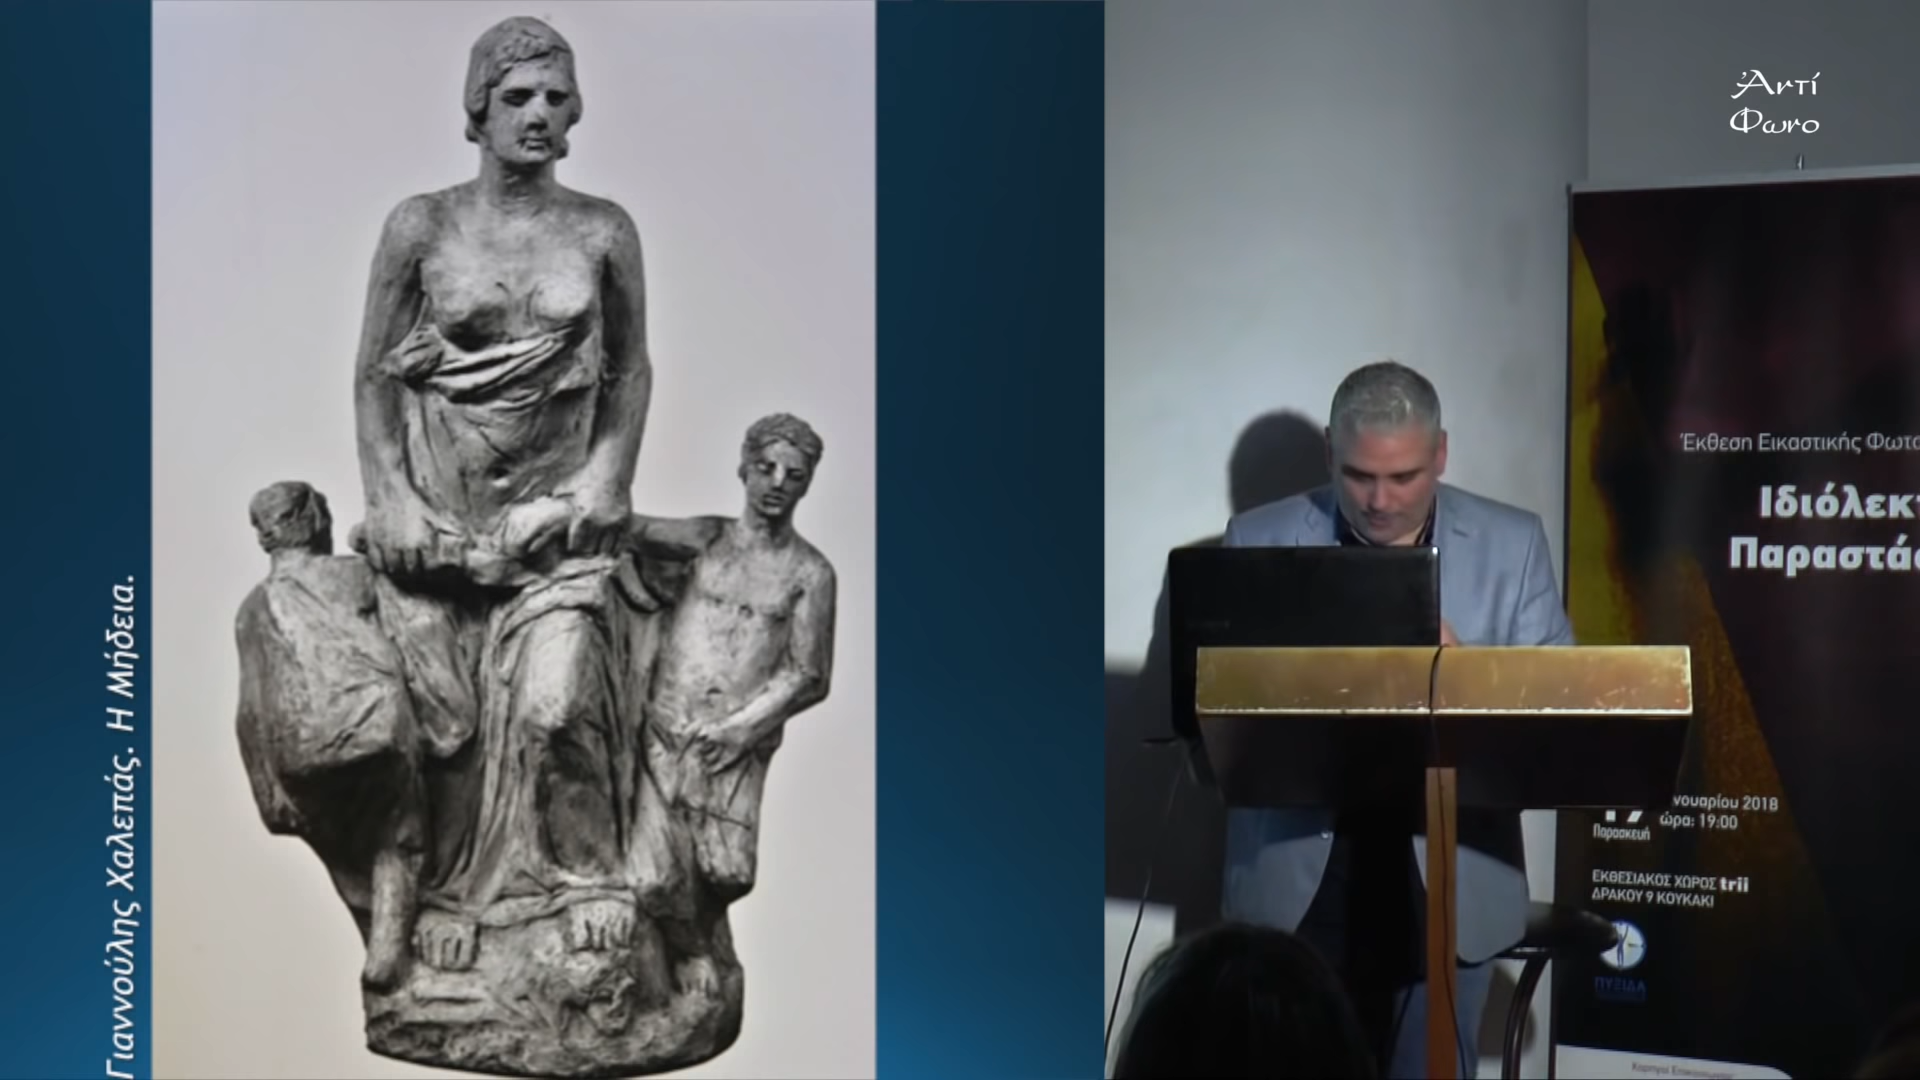 Γιαννούλης Χαλεπάς. Η Μήδεια.
Ἀντί
Φωνο
Έκθεση Εικαστικής Φωτο
Ιδιόλεκτ
Παραστάσ
νουαρίου 2018
Παρασκευή
ώρα: 19:00
ΕΚΘΕΣΙΑΚΟΣ ΧΩΡΟΣ trii
ΔΡΑΚΟΥ 9 ΚΟΥΚΑΚΙ
ΠΥΞΙΔΑ